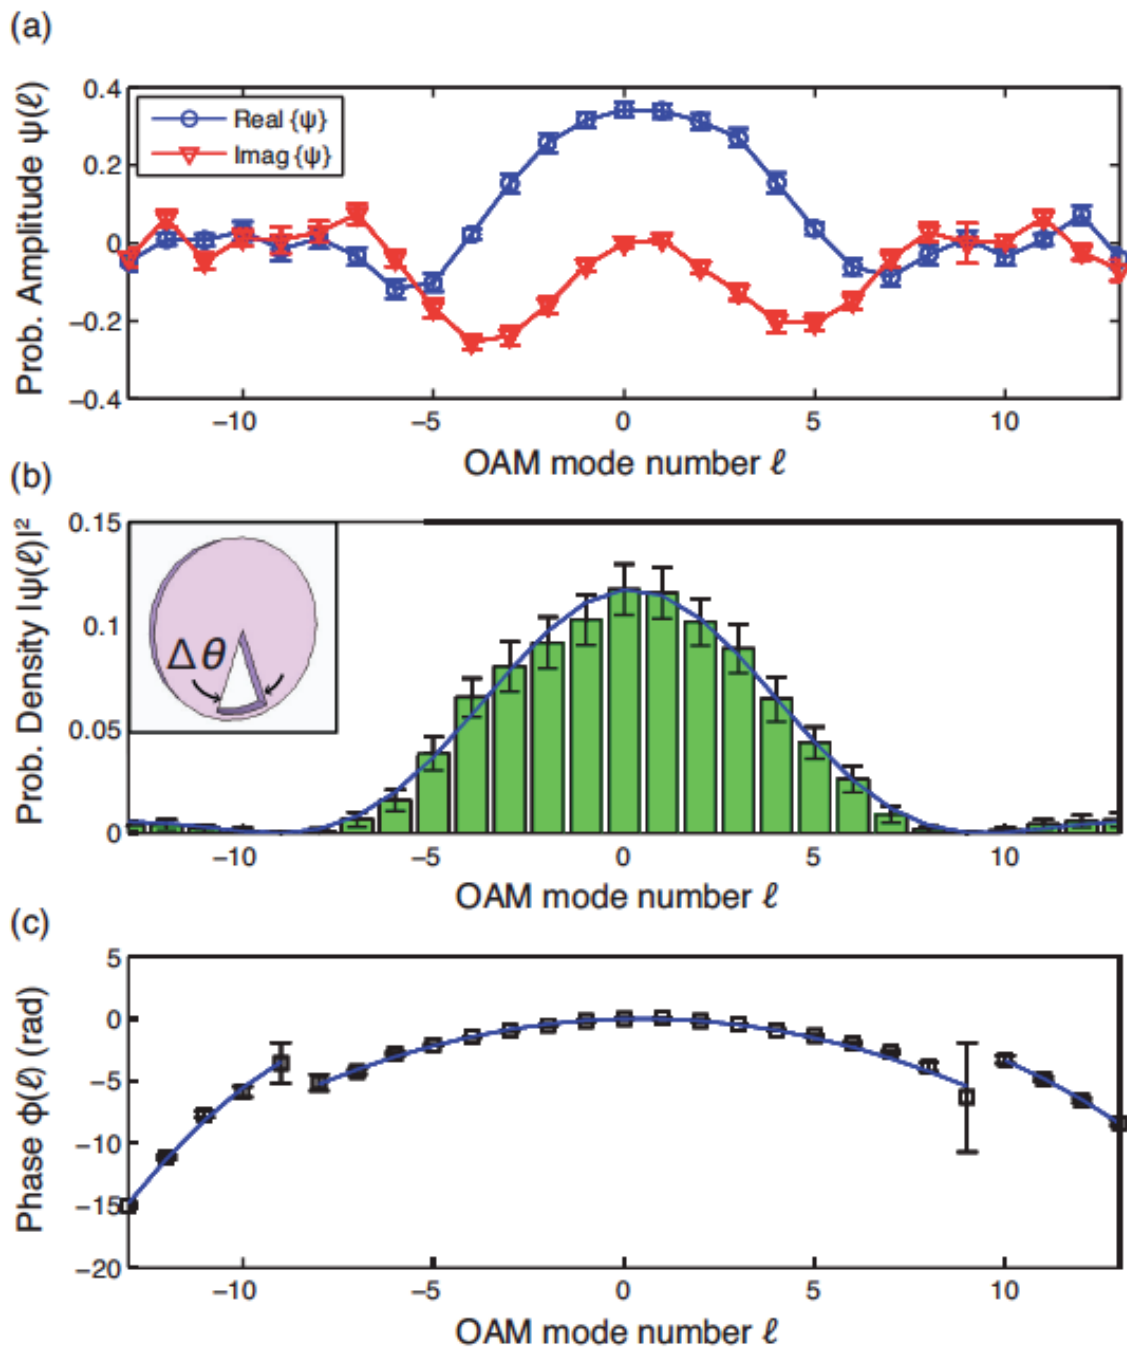 (a)
Prob. Amplitude ψ(ℓ)
0.4
0.2
0
−0.2
−0.4
Real {ψ}
Imag {ψ}
−10 −5 0 5 10
OAM mode number ℓ
(b)
Prob. Density |ψ(ℓ)|²
0.15
0.1
0.05
0
Δθ
−10 −5 0 5 10
OAM mode number ℓ
(c)
Phase ϕ(ℓ) (rad)
5
0
−5
−10
−15
−20
−10 −5 0 5 10
OAM mode number ℓ